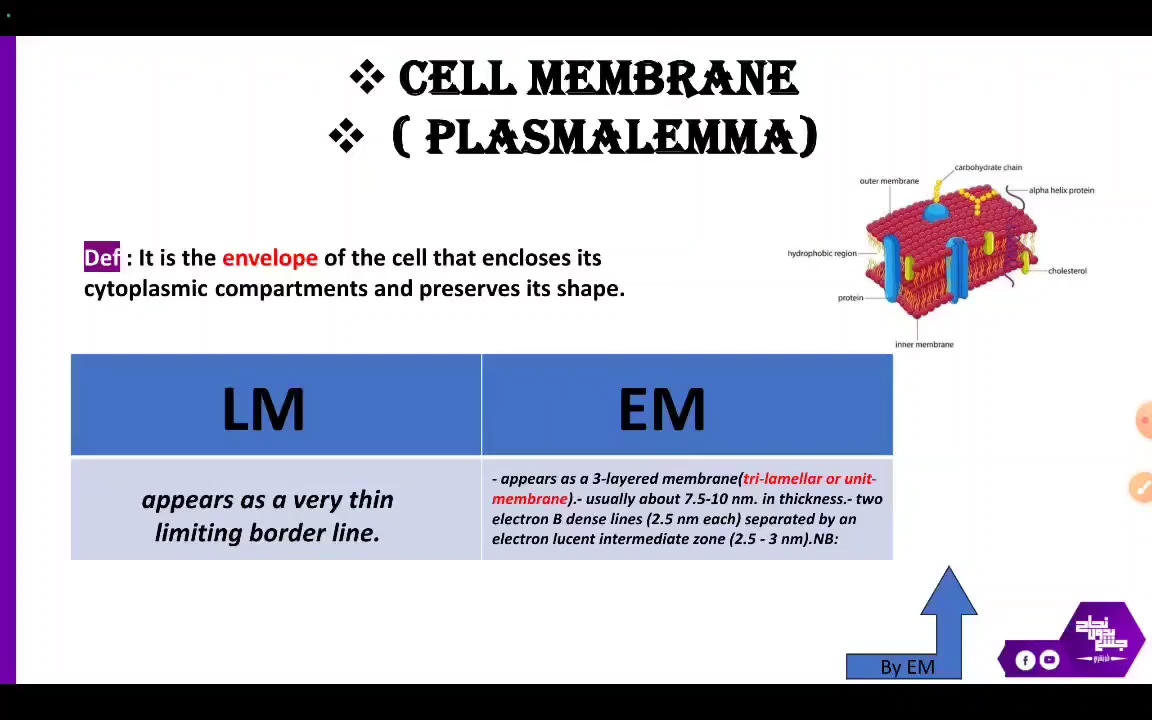 ❖ CELL MEMBRANE
❖ ( PLASMALEMMA)
carbohydrate chain
outer membrane
alpha helix protein
hydrophobic region
cholesterol
protein
inner membrane
Def : It is the envelope of the cell that encloses its
cytoplasmic compartments and preserves its shape.
LM
EM
appears as a very thin
limiting border line.
- appears as a 3-layered membrane(tri-lamellar or unit-
membrane).- usually about 7.5-10 nm. in thickness.- two
electron B dense lines (2.5 nm each) separated by an
electron lucent intermediate zone (2.5 - 3 nm).NB:
By EM